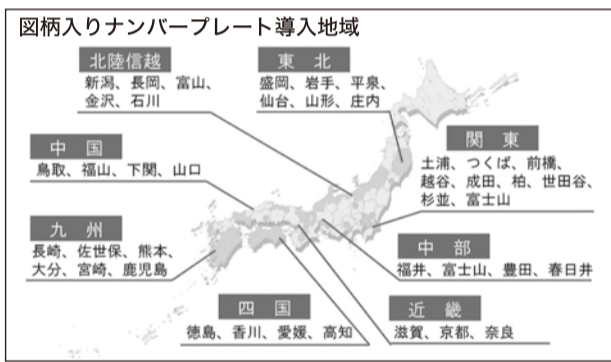 図柄入りナンバープレート導入地域
北陸信越
新潟、長岡、富山、
金沢、石川
東北
盛岡、岩手、平泉、
仙台、山形、庄内
中国
鳥取、福山、下関、山口
関東
土浦、つくば、前橋、
越谷、成田、柏、世田谷、
杉並、富士山
九州
長崎、佐世保、熊本、
大分、宮崎、鹿児島
中部
福井、富士山、豊田、春日井
四国
徳島、香川、愛媛、高知
近畿
滋賀、京都、奈良